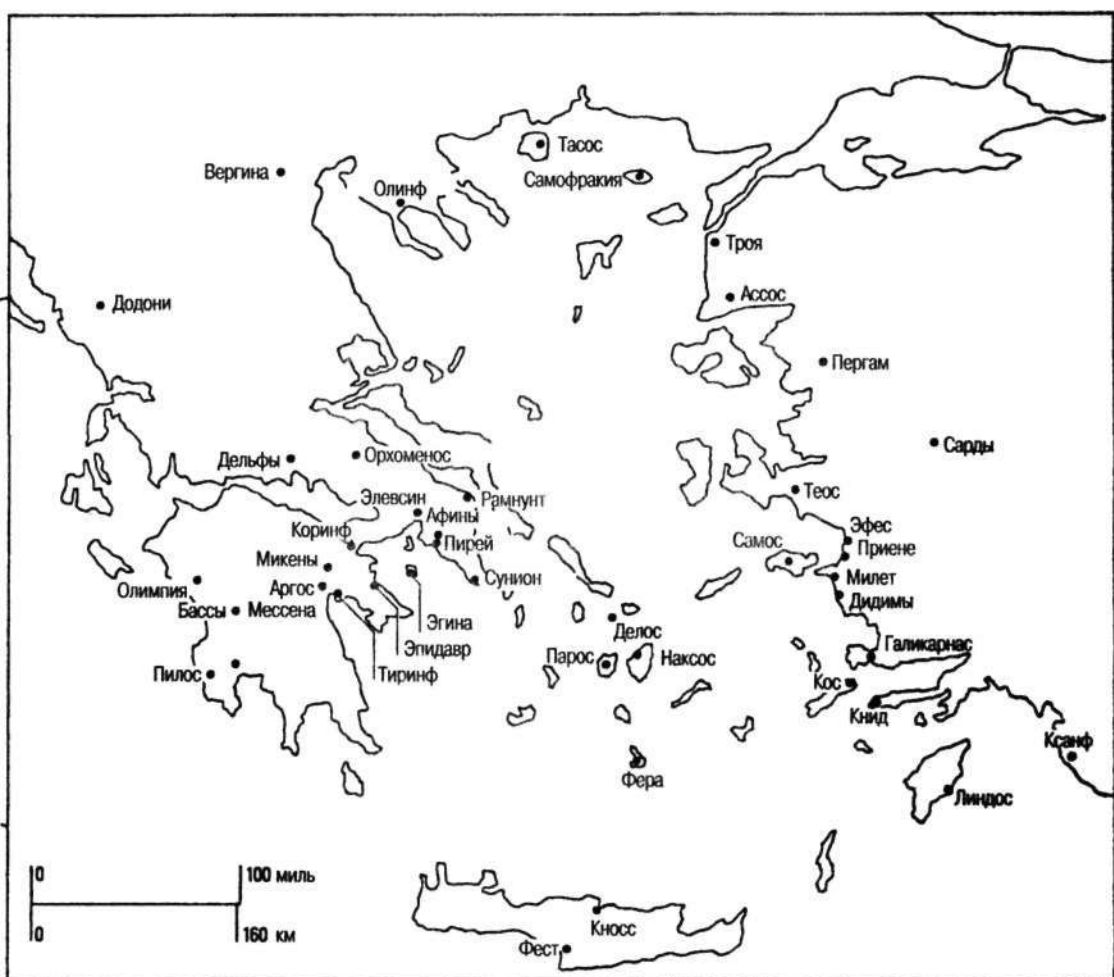 Тасос
Вергина
Самофракия
Олинф
Троя
Ассос
Додони
Пергам
Сарды
Дельфы
Орхоменос
Теос
Элевсин
Рамнунт
Афины
Коринф
Пирей
Эфес
Самос
Приене
Микены
Сунион
Милет
Олимпия
Аргос
Дидимы
Бассы
Мессена
Эгина
Делос
Эпидавр
Галикарнас
Парос
Наксос
Пилос
Тиринф
Кос
Книд
Ксанф
Фера
Линдос
0
100 миль
0
160 км
Кносс
Фест